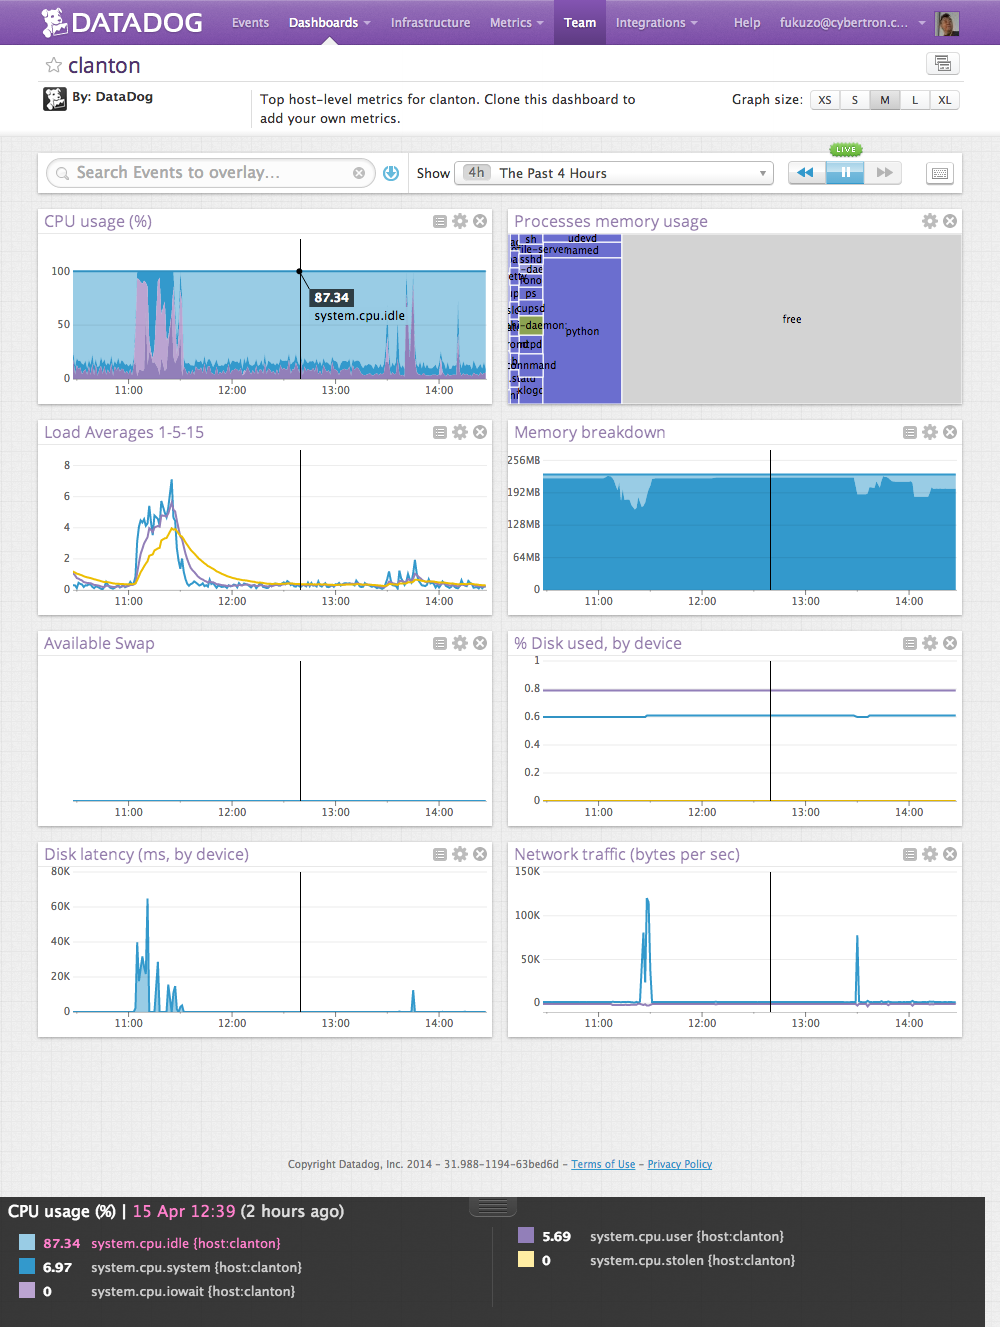 DATADOG
Events Dashboards Infrastructure Metrics Team Integrations Help fukuzo@cybertron.c...
clanton
By: DataDog
Top host-level metrics for clanton. Clone this dashboard to
add your own metrics.
Graph size: XS S M L XL
LIVE
Search Events to overlay...
Show 4h The Past 4 Hours
CPU usage (%)
100
50
0
87.34
system.cpu.idle
11:00 12:00 13:00 14:00
Processes memory usage
sh
udevd
named
sshd
ps
cupsd
python
free
Load Averages 1-5-15
8
6
4
2
0
11:00 12:00 13:00 14:00
Memory breakdown
256MB
192MB
128MB
64MB
0
11:00 12:00 13:00 14:00
Available Swap
11:00 12:00 13:00 14:00
% Disk used, by device
1
0.8
0.6
0.4
0.2
0
11:00 12:00 13:00 14:00
Disk latency (ms, by device)
80K
60K
40K
20K
0
11:00 12:00 13:00 14:00
Network traffic (bytes per sec)
150K
100K
50K
0
11:00 12:00 13:00 14:00
Copyright Datadog, Inc. 2014 - 31.988-1194-63bed6d - Terms of Use - Privacy Policy
CPU usage (%) | 15 Apr 12:39 (2 hours ago)
87.34 system.cpu.idle {host:clanton}
6.97 system.cpu.system {host:clanton}
0 system.cpu.iowait {host:clanton}
5.69 system.cpu.user {host:clanton}
0 system.cpu.stolen {host:clanton}